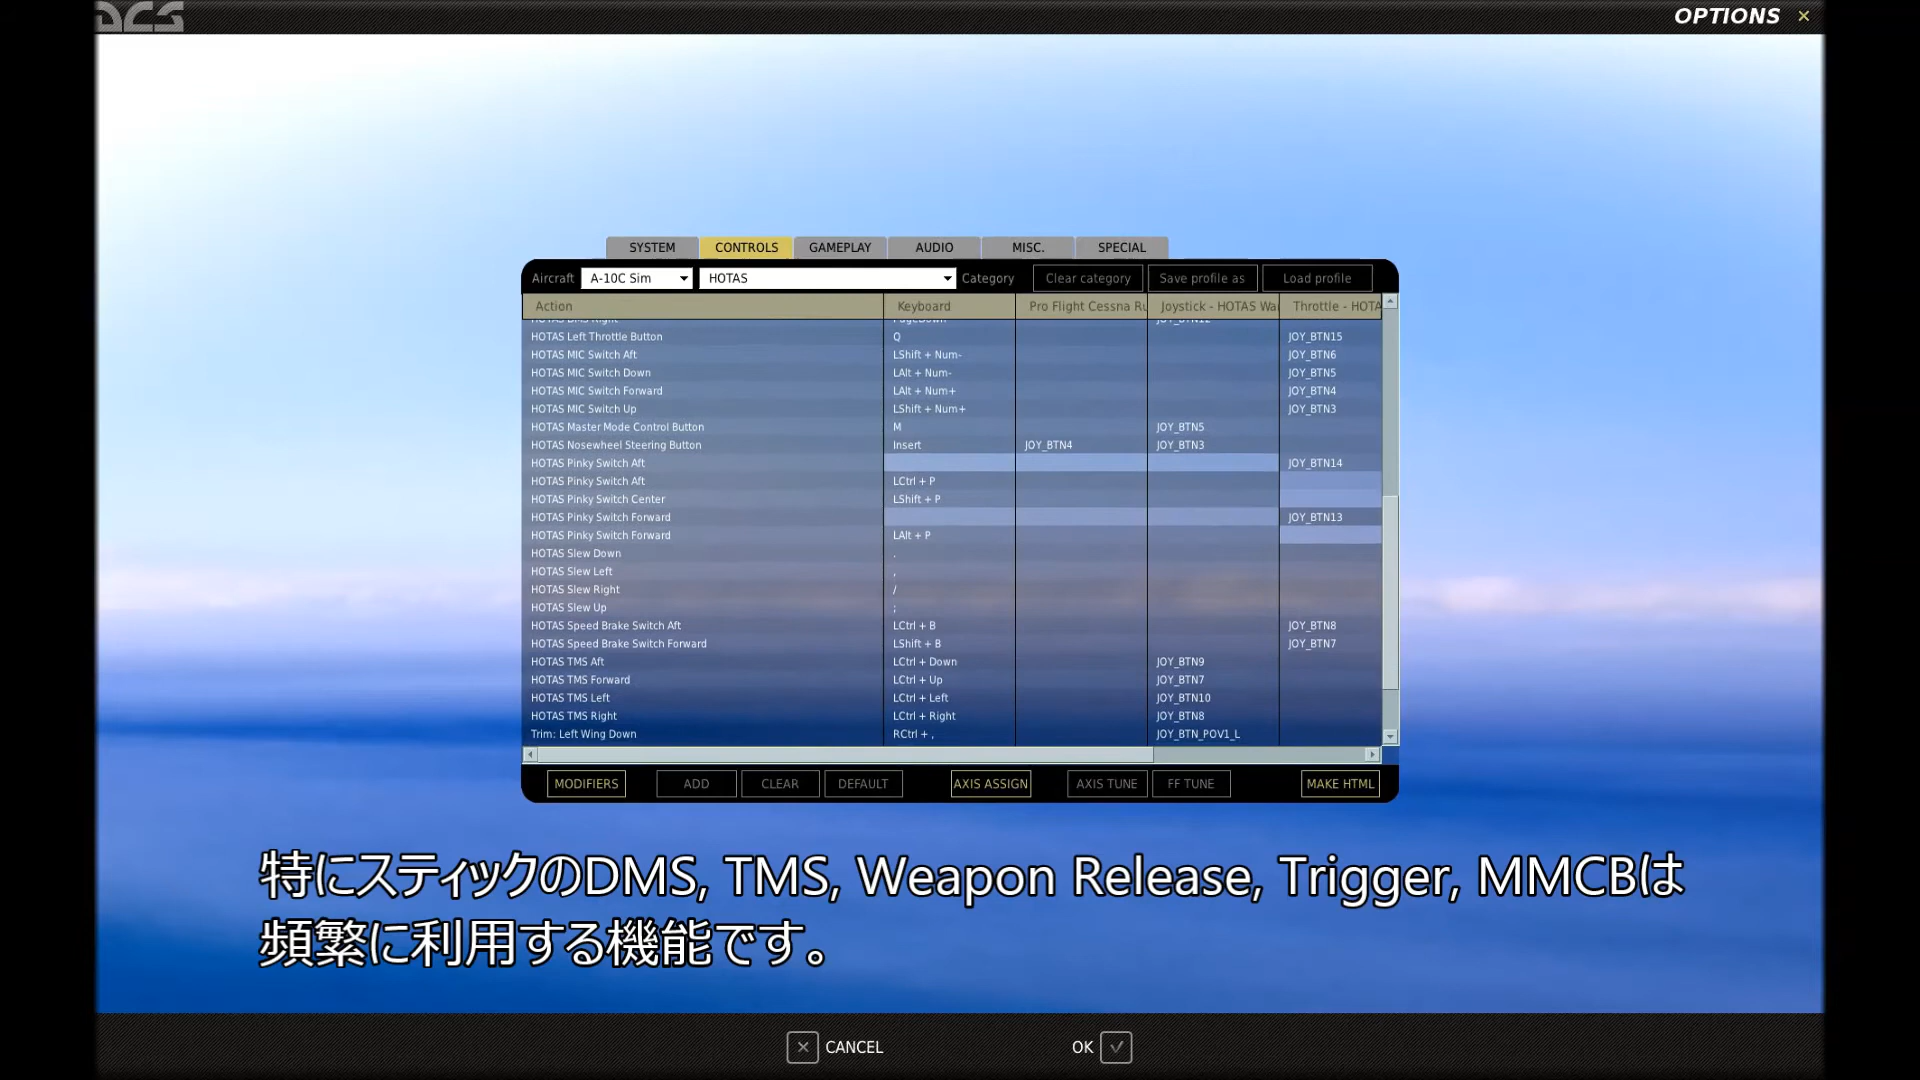 DCS
OPTIONS
SYSTEM CONTROLS GAMEPLAY AUDIO MISC. SPECIAL
Aircraft A-10C Sim HOTAS Category Clear category Save profile as Load profile
Action Keyboard Pro Flight Cessna Ru Joystick - HOTAS Wa Throttle - HOTA
HOTAS DMS Right PageDown JOY_BTN12
HOTAS Left Throttle Button Q JOY_BTN15
HOTAS MIC Switch Aft LShift + Num- JOY_BTN6
HOTAS MIC Switch Down LAlt + Num- JOY_BTN5
HOTAS MIC Switch Forward LAlt + Num+ JOY_BTN4
HOTAS MIC Switch Up LShift + Num+ JOY_BTN3
HOTAS Master Mode Control Button M JOY_BTN5
HOTAS Nosewheel Steering Button Insert JOY_BTN4 JOY_BTN3
HOTAS Pinky Switch Aft JOY_BTN14
HOTAS Pinky Switch Aft LCtrl + P
HOTAS Pinky Switch Center LShift + P
HOTAS Pinky Switch Forward JOY_BTN13
HOTAS Pinky Switch Forward LAlt + P
HOTAS Slew Down .
HOTAS Slew Left ,
HOTAS Slew Right /
HOTAS Slew Up ;
HOTAS Speed Brake Switch Aft LCtrl + B JOY_BTN8
HOTAS Speed Brake Switch Forward LShift + B JOY_BTN7
HOTAS TMS Aft LCtrl + Down JOY_BTN9
HOTAS TMS Forward LCtrl + Up JOY_BTN7
HOTAS TMS Left LCtrl + Left JOY_BTN10
HOTAS TMS Right LCtrl + Right JOY_BTN8
Trim: Left Wing Down RCtrl + , JOY_BTN_POV1_L
MODIFIERS ADD CLEAR DEFAULT AXIS ASSIGN AXIS TUNE FF TUNE MAKE HTML
特にスティックのDMS, TMS, Weapon Release, Trigger, MMCBは
頻繁に利用する機能です。
CANCEL OK